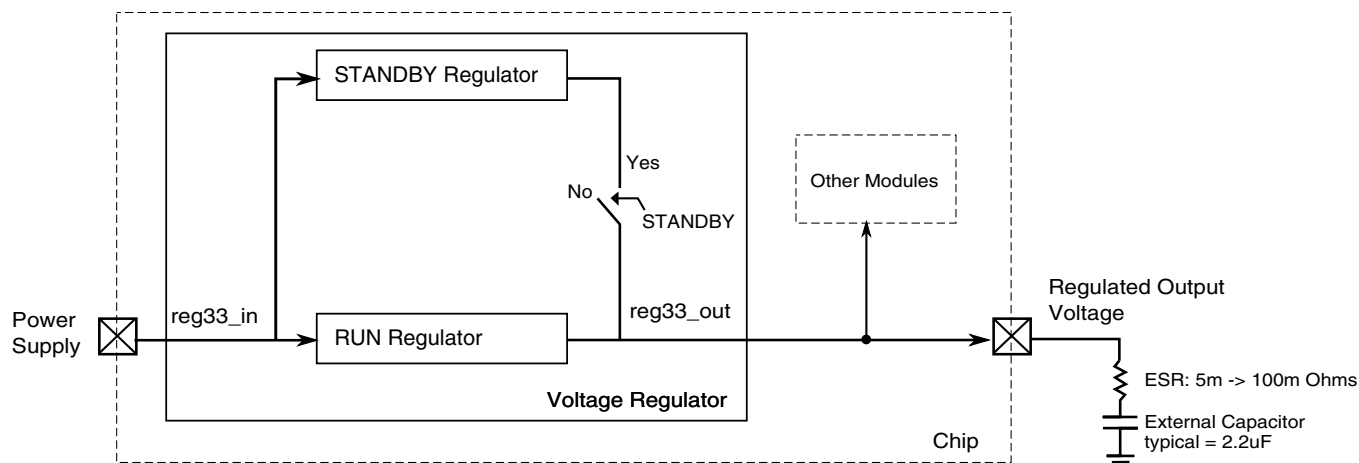 STANDBY Regulator
Yes
No
STANDBY
Other Modules
Power
Supply
reg33_in
RUN Regulator
reg33_out
Regulated Output
Voltage
ESR: 5m -> 100m Ohms
Voltage Regulator
External Capacitor
typical = 2.2uF
Chip